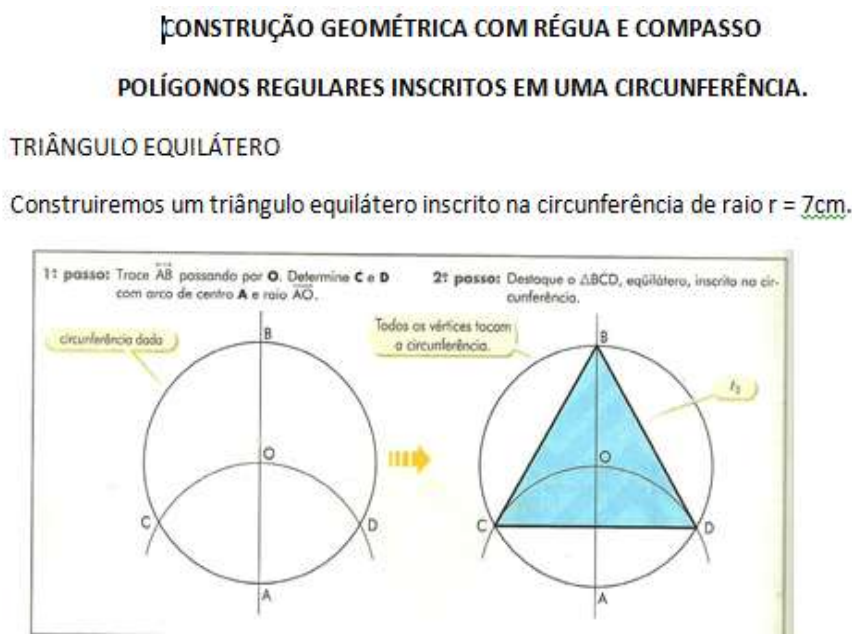 CONSTRUÇÃO GEOMÉTRICA COM RÉGUA E COMPASSO
POLÍGONOS REGULARES INSCRITOS EM UMA CIRCUNFERÊNCIA.
TRIÂNGULO EQUILÁTERO
Construiremos um triângulo equilátero inscrito na circunferência de raio r = 7cm.
1º passo: Trace AB passando por O. Determine C e D
com arco de centro A e raio AO.
2º passo: Destaque o △BCD, eqüilátero, inscrito na cir-
cunferência.
circunferência dada
B
O
C
D
A
Todos os vértices tocam
a circunferência.
B
O
C
D
A